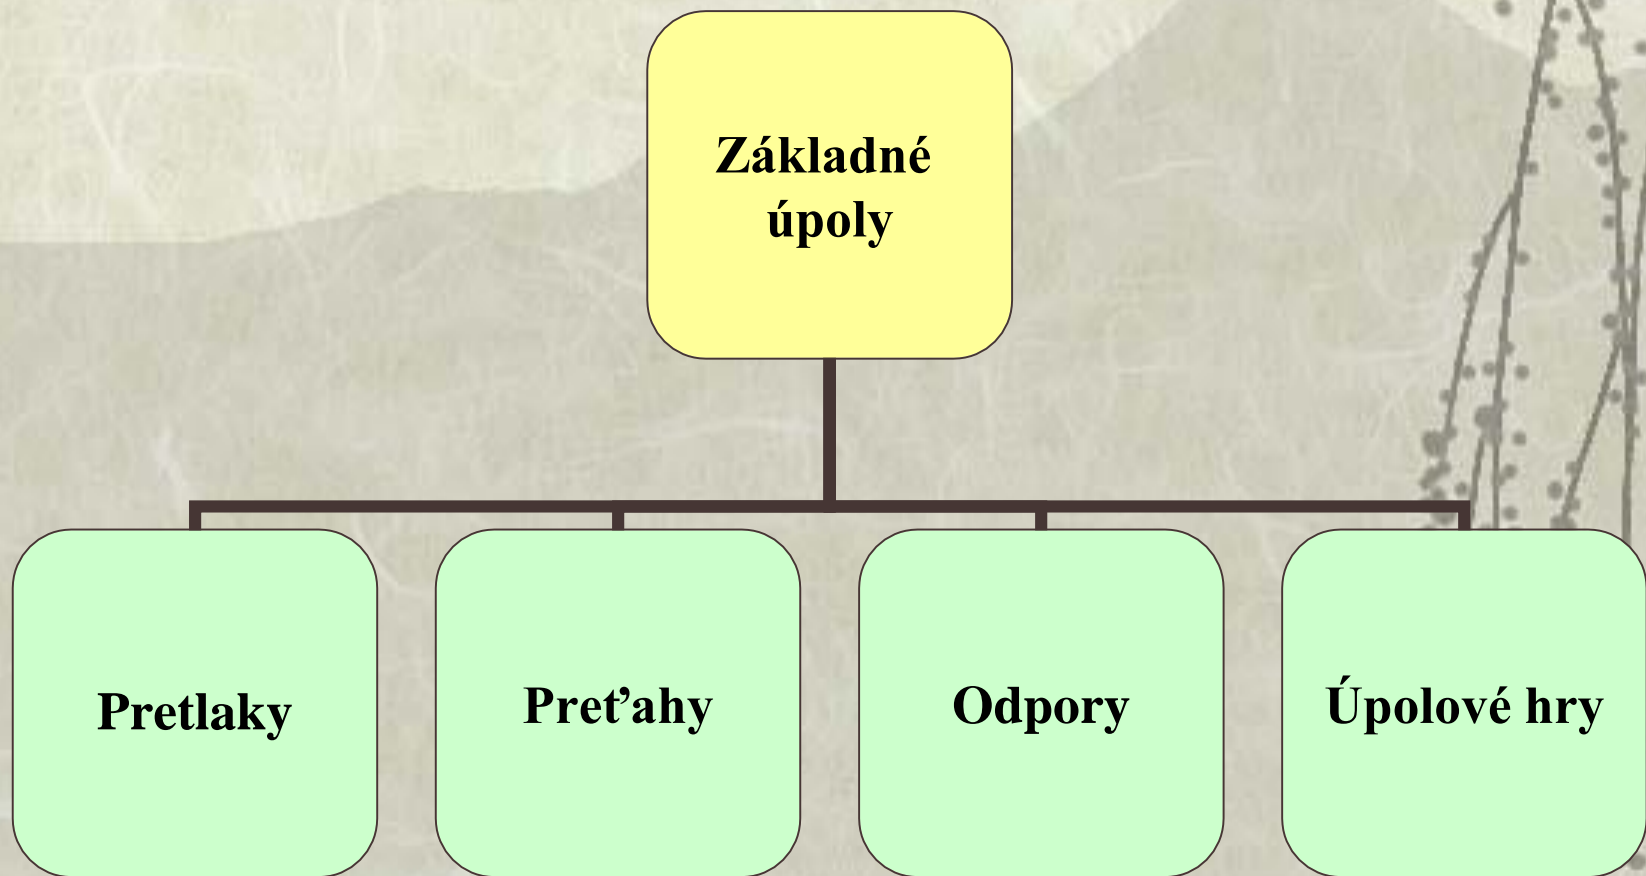 Základné
úpoly
Pretlaky
Preťahy
Odpory
Úpolové hry